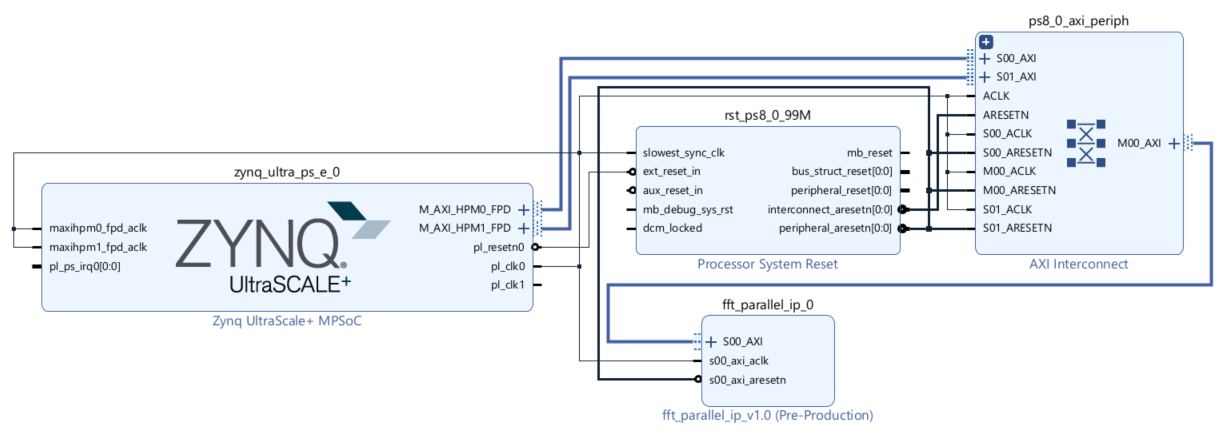 ps8_0_axi_periph
S00_AXI
S01_AXI
ACLK
ARESETN
S00_ACLK
S00_ARESETN
M00_ACLK
M00_ARESETN
S01_ACLK
S01_ARESETN
M00_AXI
AXI Interconnect
rst_ps8_0_99M
slowest_sync_clk
ext_reset_in
aux_reset_in
mb_debug_sys_rst
dcm_locked
mb_reset
bus_struct_reset[0:0]
peripheral_reset[0:0]
interconnect_aresetn[0:0]
peripheral_aresetn[0:0]
Processor System Reset
zynq_ultra_ps_e_0
maxihpm0_fpd_aclk
maxihpm1_fpd_aclk
pl_ps_irq0[0:0]
ZYNQ®
UltraSCALE+
M_AXI_HPM0_FPD
M_AXI_HPM1_FPD
pl_resetn0
pl_clk0
pl_clk1
Zynq UltraScale+ MPSoC
fft_parallel_ip_0
S00_AXI
s00_axi_aclk
s00_axi_aresetn
fft_parallel_ip_v1.0 (Pre-Production)